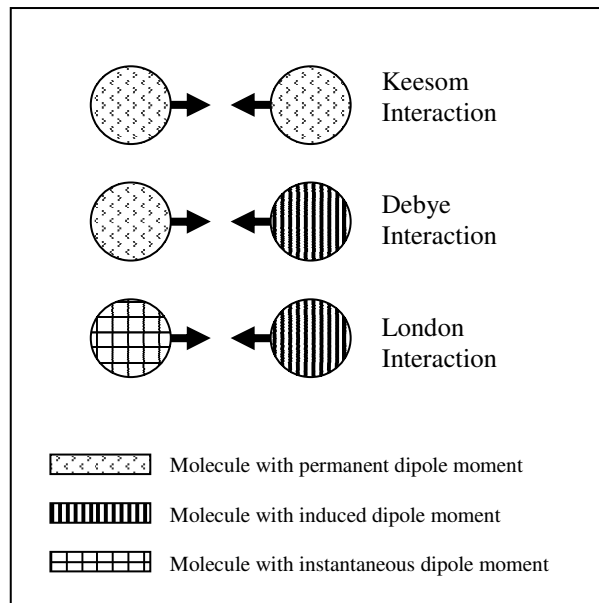 Keesom
Interaction
Debye
Interaction
London
Interaction
Molecule with permanent dipole moment
Molecule with induced dipole moment
Molecule with instantaneous dipole moment